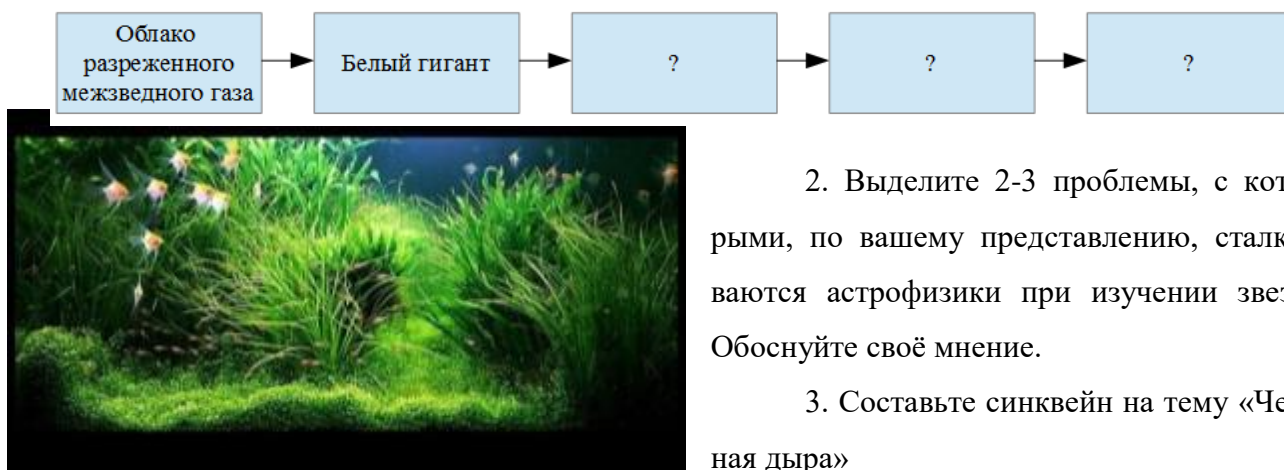 Облако
разреженного
межзведного газа
Белый гигант
?
?
?
2. Выделите 2-3 проблемы, с кот
рыми, по вашему представлению, сталк
ваются астрофизики при изучении звез
Обоснуйте своё мнение.
3. Составьте синквейн на тему «Че
ная дыра»